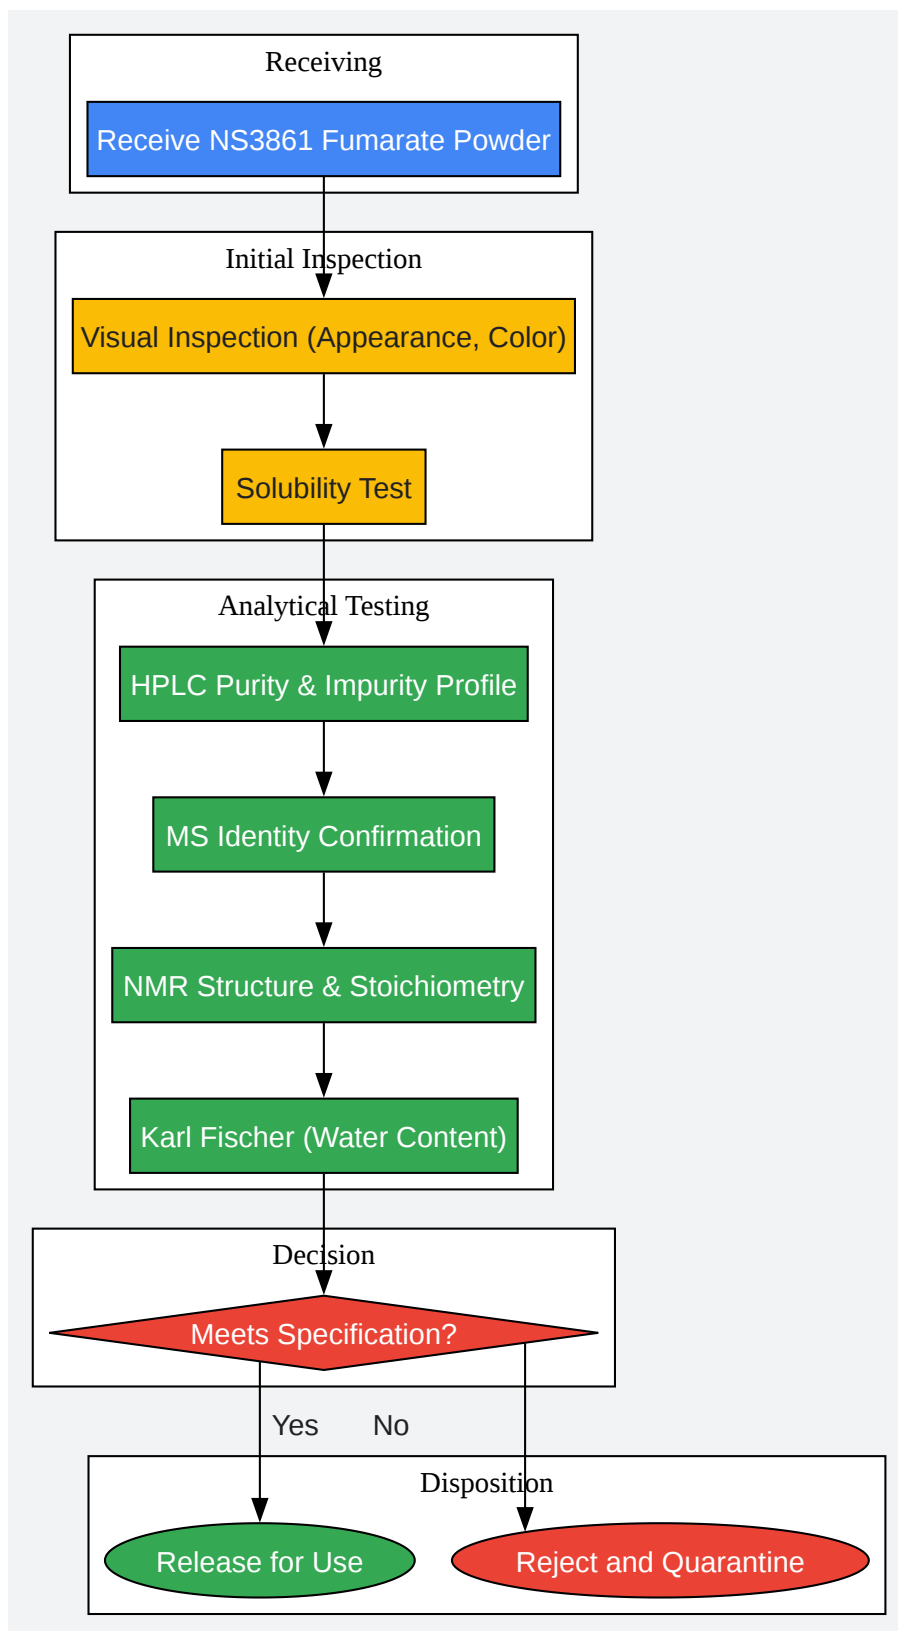 Receiving
Receive NS3861 Fumarate Powder
Initial Inspection
Visual Inspection (Appearance, Color)
Solubility Test
Analytical Testing
HPLC Purity & Impurity Profile
MS Identity Confirmation
NMR Structure & Stoichiometry
Karl Fischer (Water Content)
Decision
Meets Specification?
Yes
No
Disposition
Release for Use
Reject and Quarantine